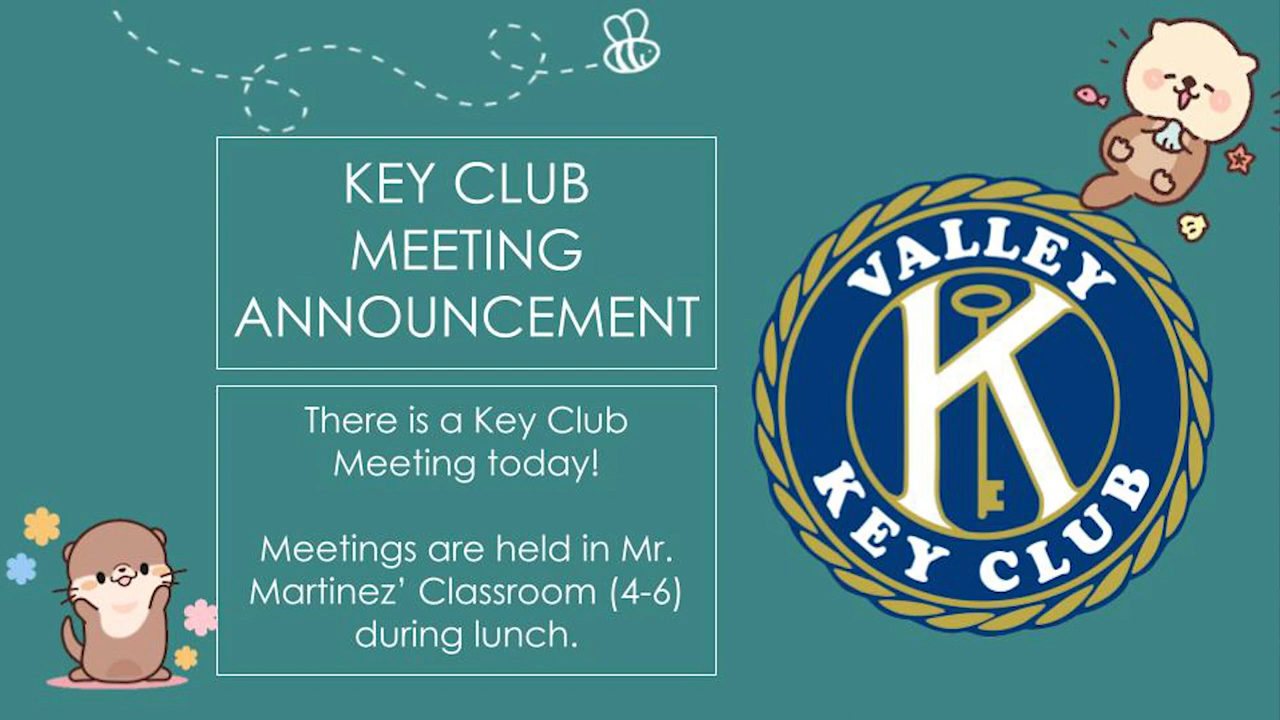 KEY CLUB
MEETING
ANNOUNCEMENT
There is a Key Club
Meeting today!
Meetings are held in Mr.
Martinez’ Classroom (4-6)
during lunch.
VALLEY
K
KEY CLUB